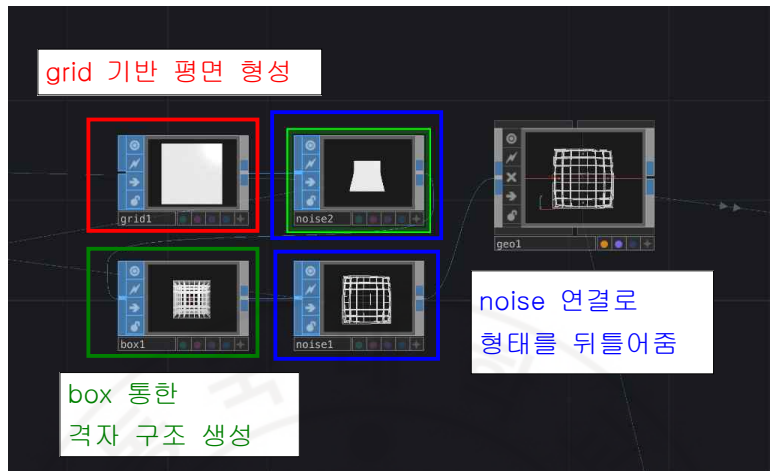 grid 기반 평면 형성
grid1
noise2
geo1
box1
noise1
noise 연결로
형태를 뒤틀어줌
box 통한
격자 구조 생성